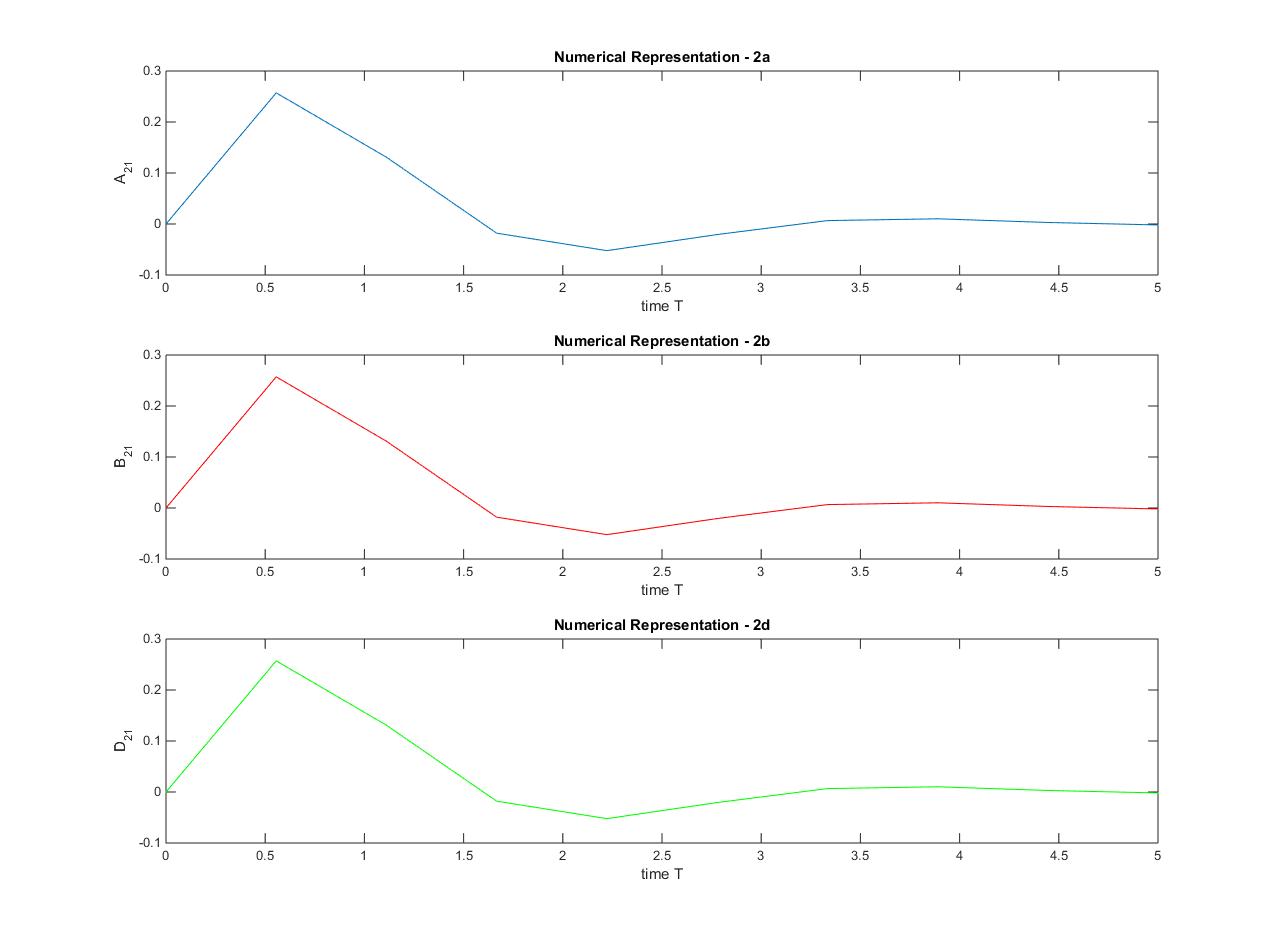 Numerical Representation - 2a
0.3
0.2
0.1
0
-0.1
A21
0 0.5 1 1.5 2 2.5 3 3.5 4 4.5 5
time T
Numerical Representation - 2b
0.3
0.2
0.1
0
-0.1
B21
0 0.5 1 1.5 2 2.5 3 3.5 4 4.5 5
time T
Numerical Representation - 2d
0.3
0.2
0.1
0
-0.1
D21
0 0.5 1 1.5 2 2.5 3 3.5 4 4.5 5
time T